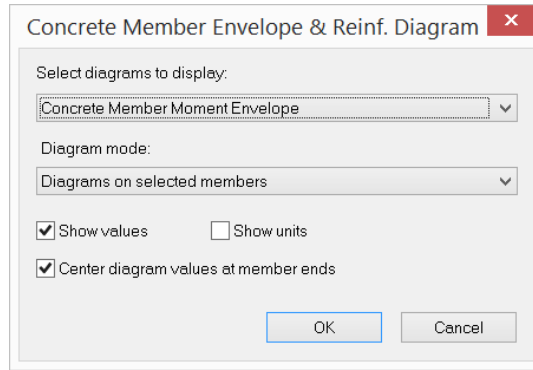 Concrete Member Envelope & Reinf. Diagram
Select diagrams to display:
Concrete Member Moment Envelope
Diagram mode:
Diagrams on selected members
Show values Show units
Center diagram values at member ends
OK Cancel